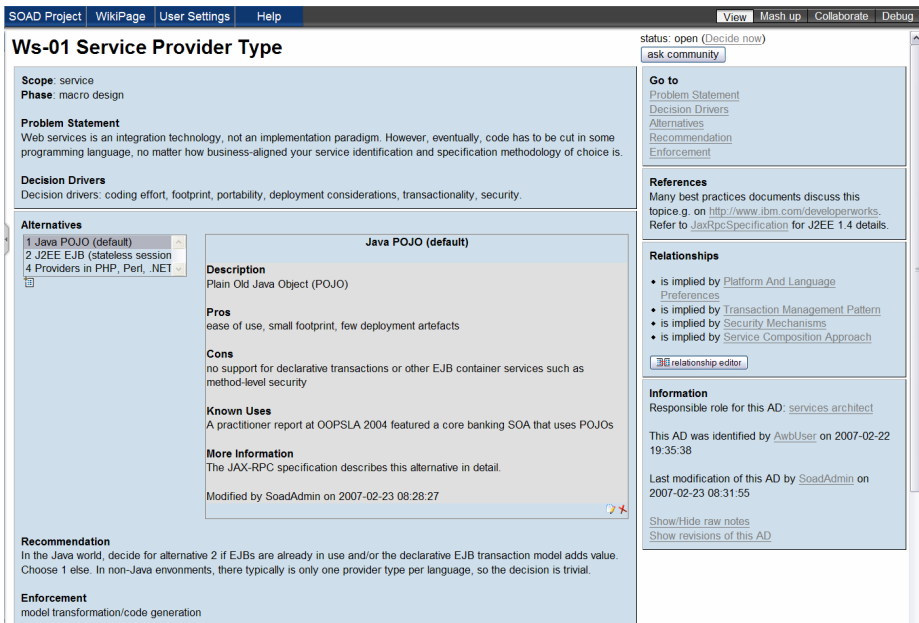 SOAD Project WikiPage User Settings Help View Mash up Collaborate Debug
Ws-01 Service Provider Type
status: open (Decide now)
ask community
Scope: service
Phase: macro design
Problem Statement
Web services is an integration technology, not an implementation paradigm. However, eventually, code has to be cut in some
programming language, no matter how business-aligned your service identification and specification methodology of choice is.
Decision Drivers
Decision drivers: coding effort, footprint, portability, deployment considerations, transactionality, security.
Alternatives
1 Java POJO (default)
2 J2EE EJB (stateless session
4 Providers in PHP, Perl, .NET
Java POJO (default)
Description
Plain Old Java Object (POJO)
Pros
ease of use, small footprint, few deployment artefacts
Cons
no support for declarative transactions or other EJB container services such as
method-level security
Known Uses
A practitioner report at OOPSLA 2004 featured a core banking SOA that uses POJOs
More Information
The JAX-RPC specification describes this alternative in detail.
Modified by SoadAdmin on 2007-02-23 08:28:27
Recommendation
In the Java world, decide for alternative 2 if EJBs are already in use and/or the declarative EJB transaction model adds value.
Choose 1 else. In non-Java envonments, there typically is only one provider type per language, so the decision is trivial.
Enforcement
model transformation/code generation
Go to
Problem Statement
Decision Drivers
Alternatives
Recommendation
Enforcement
References
Many best practices documents discuss this
topice.g. on http://www.ibm.com/developerworks.
Refer to JaxRpcSpecification for J2EE 1.4 details.
Relationships
• is implied by Platform And Language
Preferences
• is implied by Transaction Management Pattern
• is implied by Security Mechanisms
• is implied by Service Composition Approach
relationship editor
Information
Responsible role for this AD: services architect
This AD was identified by AwbUser on 2007-02-22
19:35:38
Last modification of this AD by SoadAdmin on
2007-02-23 08:31:55
Show/Hide raw notes
Show revisions of this AD